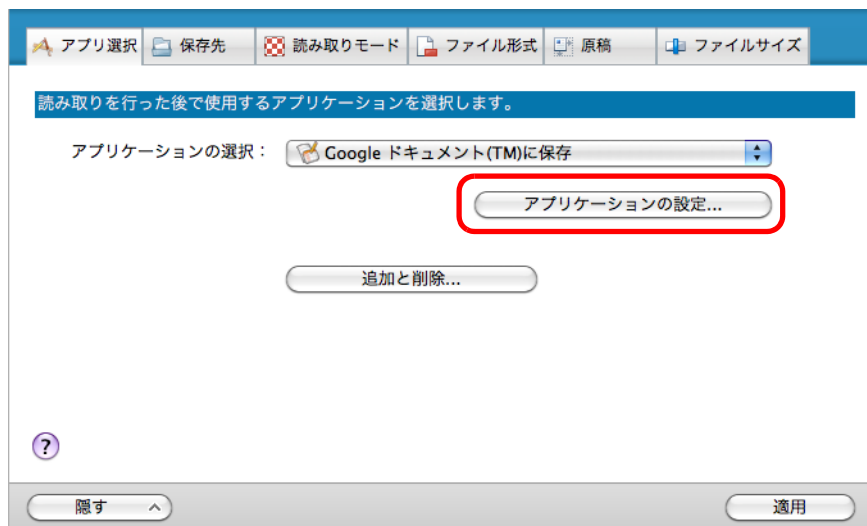 アプリ選択 保存先 読み取りモード ファイル形式 原稿 ファイルサイズ
読み取りを行った後で使用するアプリケーションを選択します。
アプリケーションの選択： Google ドキュメント(TM)に保存
アプリケーションの設定...
追加と削除...
?
隠す 適用